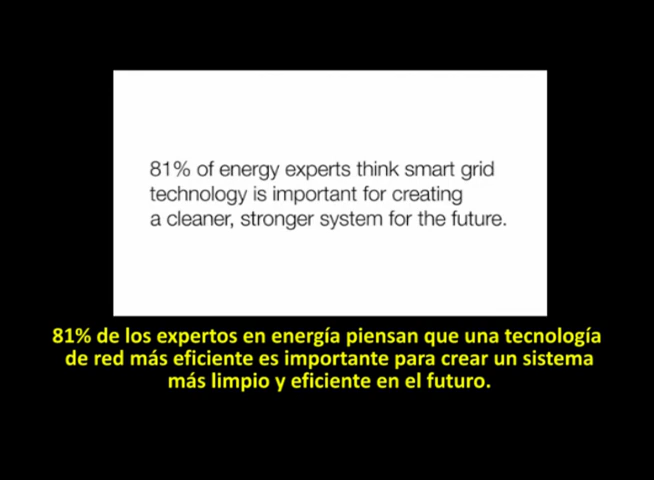 81% of energy experts think smart grid
technology is important for creating
a cleaner, stronger system for the future.
81% de los expertos en energía piensan que una tecnología
de red más eficiente es importante para crear un sistema
más limpio y eficiente en el futuro.